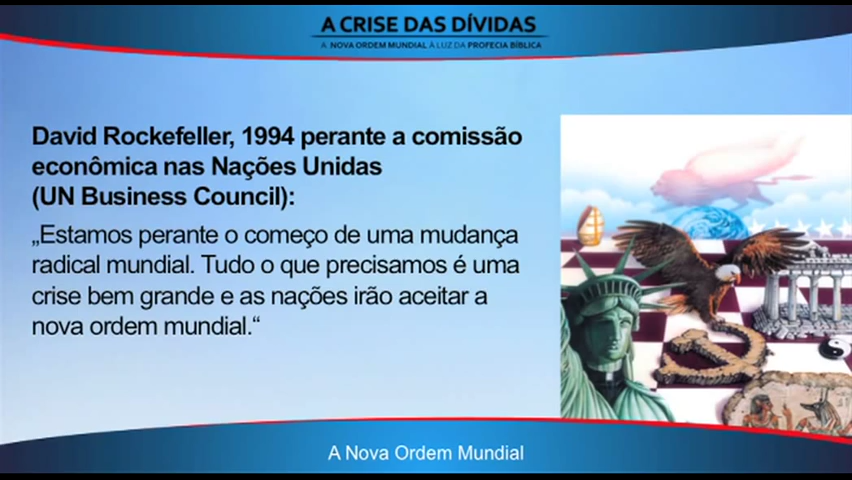 A CRISE DAS DÍVIDAS
A NOVA ORDEM MUNDIAL À LUZ DA PROFECIA BÍBLICA
David Rockefeller, 1994 perante a comissão
econômica nas Nações Unidas
(UN Business Council):
„Estamos perante o começo de uma mudança
radical mundial. Tudo o que precisamos é uma
crise bem grande e as nações irão aceitar a
nova ordem mundial.“
A Nova Ordem Mundial